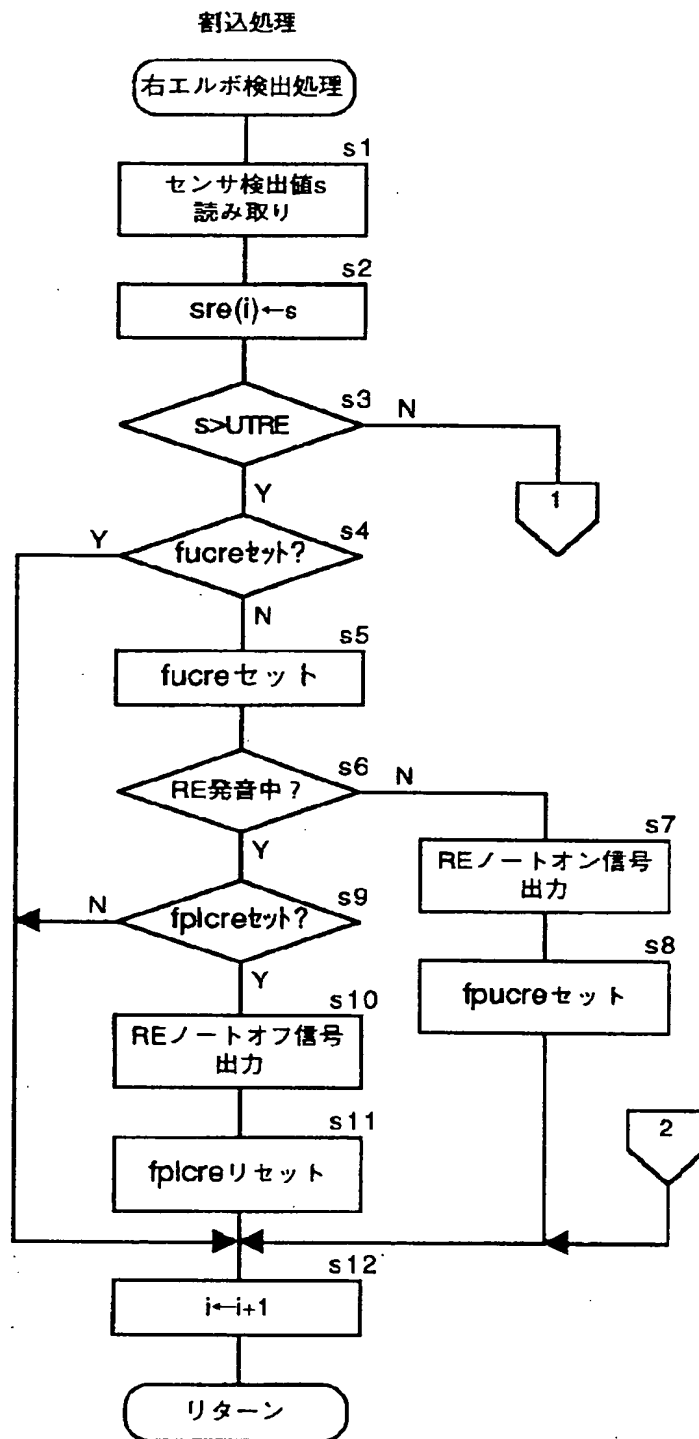 割込処理
右エルボ検出処理
s1
センサ検出値s
読み取り
s2
sre(i)←s
s3
s>UTRE
N
1
Y
s4
fucreセット?
Y
N
s5
fucreセット
s6
RE発音中?
N
s7
REノートオン信号
出力
Y
s9
fplcreセット?
N
s8
fpucreセット
Y
s10
REノートオフ信号
出力
2
s11
fplcreリセット
s12
i←i+1
リターン